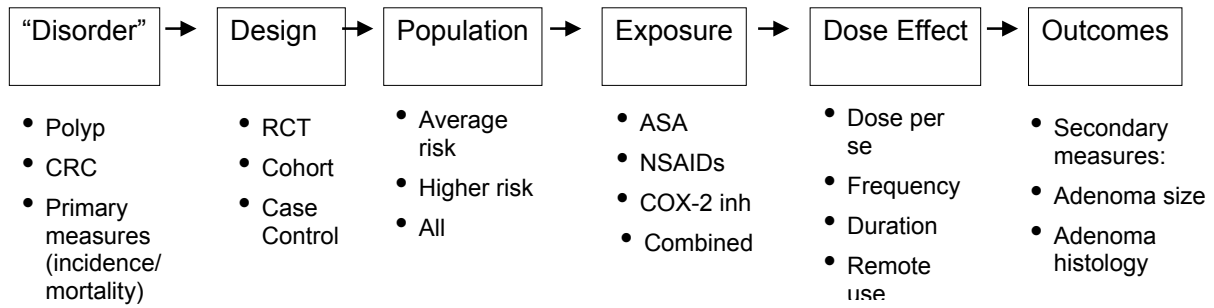 “Disorder”
Design
Population
Exposure
Dose Effect
Outcomes
• Polyp
• CRC
• Primary
measures
(incidence/
mortality)
• RCT
• Cohort
• Case
Control
• Average
risk
• Higher risk
• All
• ASA
• NSAIDs
• COX-2 inh
• Combined
• Dose per
se
• Frequency
• Duration
• Remote
use
• Secondary
measures:
• Adenoma size
• Adenoma
histology